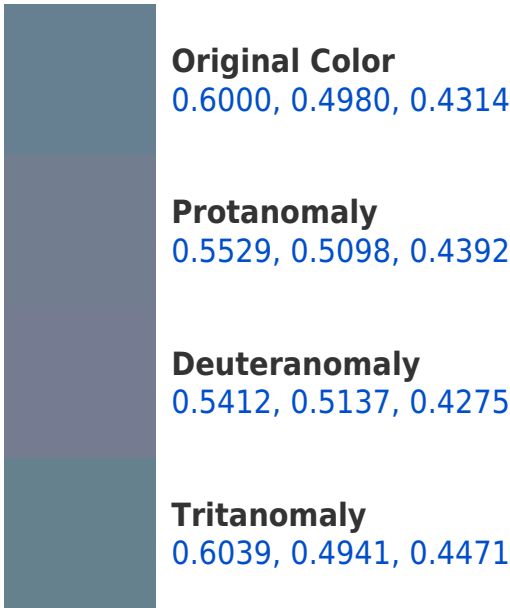 Original Color
0.6000, 0.4980, 0.4314
Protanomaly
0.5529, 0.5098, 0.4392
Deuteranomaly
0.5412, 0.5137, 0.4275
Tritanomaly
0.6039, 0.4941, 0.4471